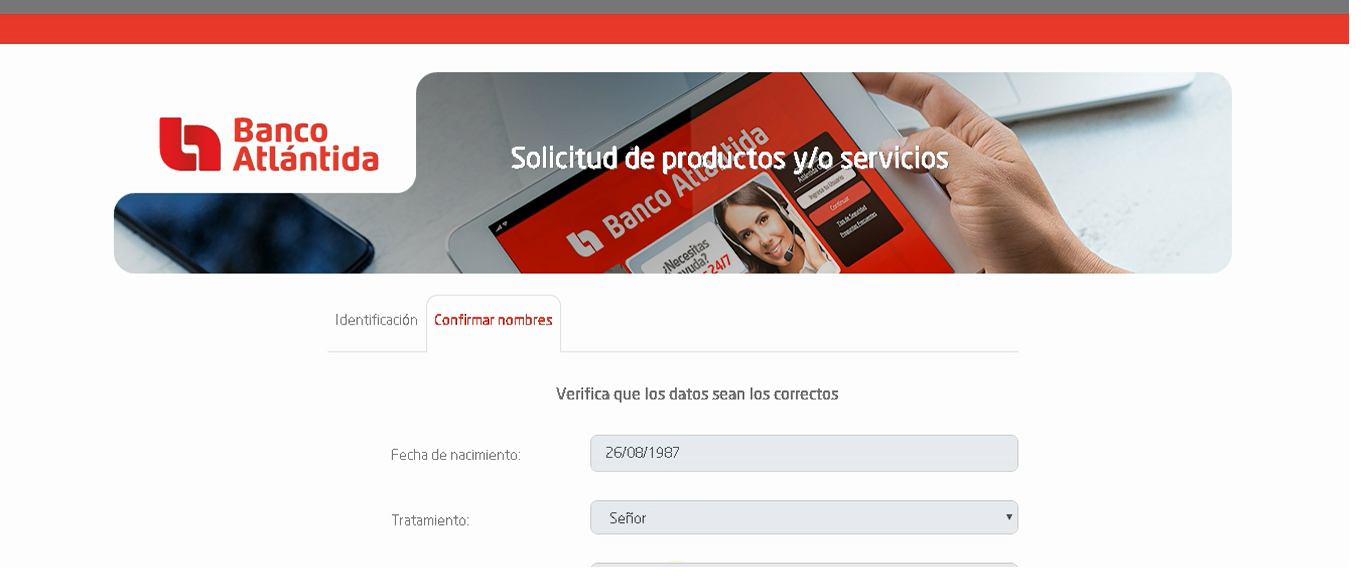 Banco
Atlántida
Solicitud de productos y/o servicios
Banco Atlántida
¿Necesitas
24/7
Continuar
Identificación
Confirmar nombres
Verifica que los datos sean los correctos
Fecha de nacimiento:
26/08/1987
Tratamiento:
Señor